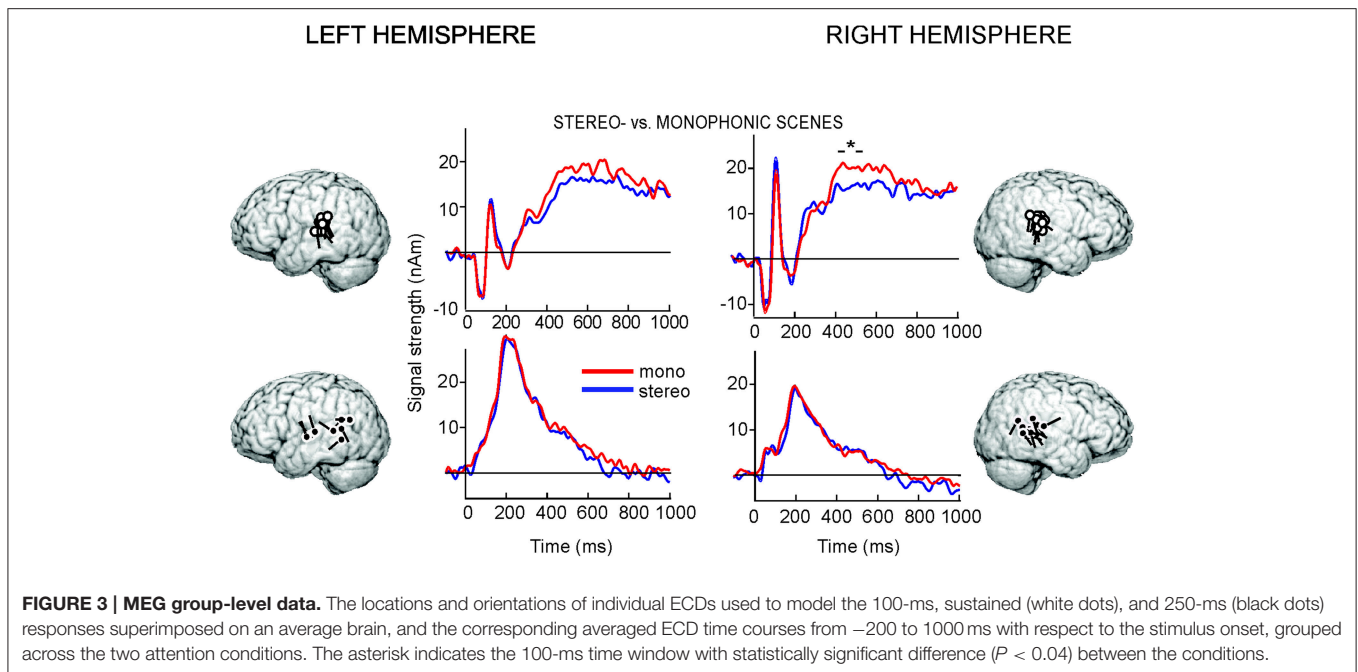 LEFT HEMISPHERE
RIGHT HEMISPHERE
STEREO- vs. MONOPHONIC SCENES
Signal strength (nAm)
20
10
-10
0 200 400 600 800 1000
-*-
20
10
-10
0 200 400 600 800 1000
20
10
mono
stereo
0 200 400 600 800 1000
Time (ms)
20
10
0 200 400 600 800 1000
Time (ms)
FIGURE 3 | MEG group-level data. The locations and orientations of individual ECDs used to model the 100-ms, sustained (white dots), and 250-ms (black dots)
responses superimposed on an average brain, and the corresponding averaged ECD time courses from −200 to 1000 ms with respect to the stimulus onset, grouped
across the two attention conditions. The asterisk indicates the 100-ms time window with statistically significant difference (P < 0.04) between the conditions.